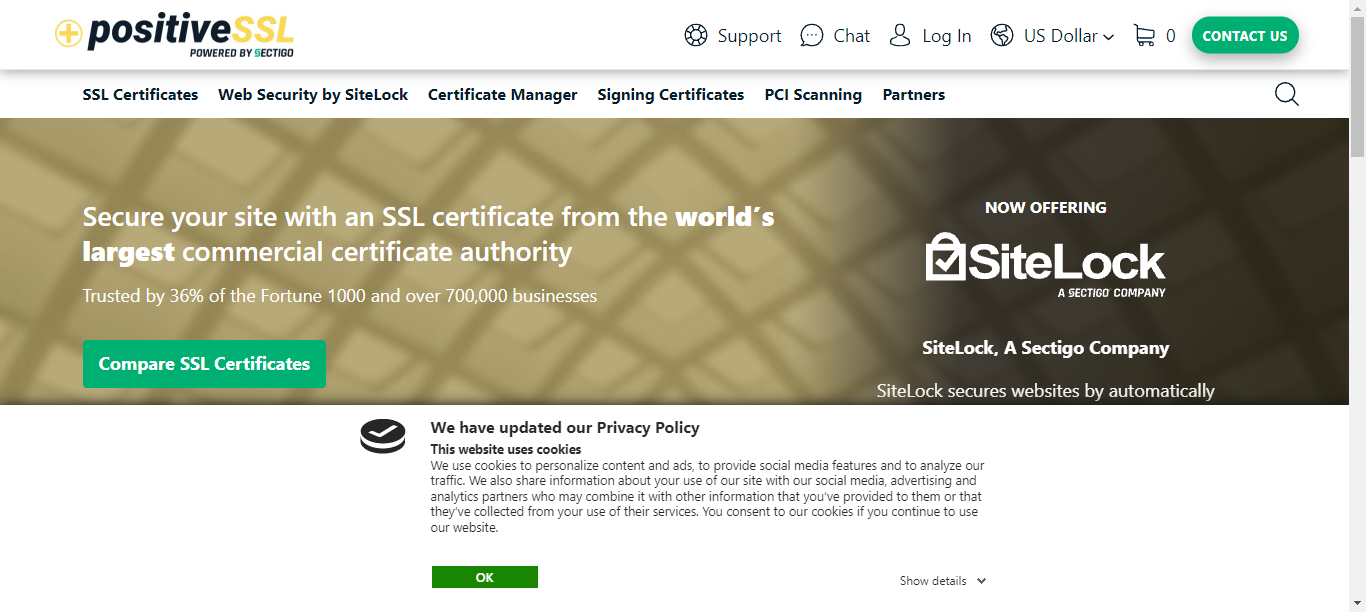 positiveSSL
POWERED BY SECTIGO
Support
Chat
Log In
US Dollar
0
CONTACT US
SSL Certificates
Web Security by SiteLock
Certificate Manager
Signing Certificates
PCI Scanning
Partners
Secure your site with an SSL certificate from the world´s
largest commercial certificate authority
Trusted by 36% of the Fortune 1000 and over 700,000 businesses
Compare SSL Certificates
NOW OFFERING
SiteLock
A SECTIGO COMPANY
SiteLock, A Sectigo Company
SiteLock secures websites by automatically
We have updated our Privacy Policy
This website uses cookies
We use cookies to personalize content and ads, to provide social media features and to analyze our
traffic. We also share information about your use of our site with our social media, advertising and
analytics partners who may combine it with other information that you’ve provided to them or that
they’ve collected from your use of their services. You consent to our cookies if you continue to use
our website.
OK
Show details